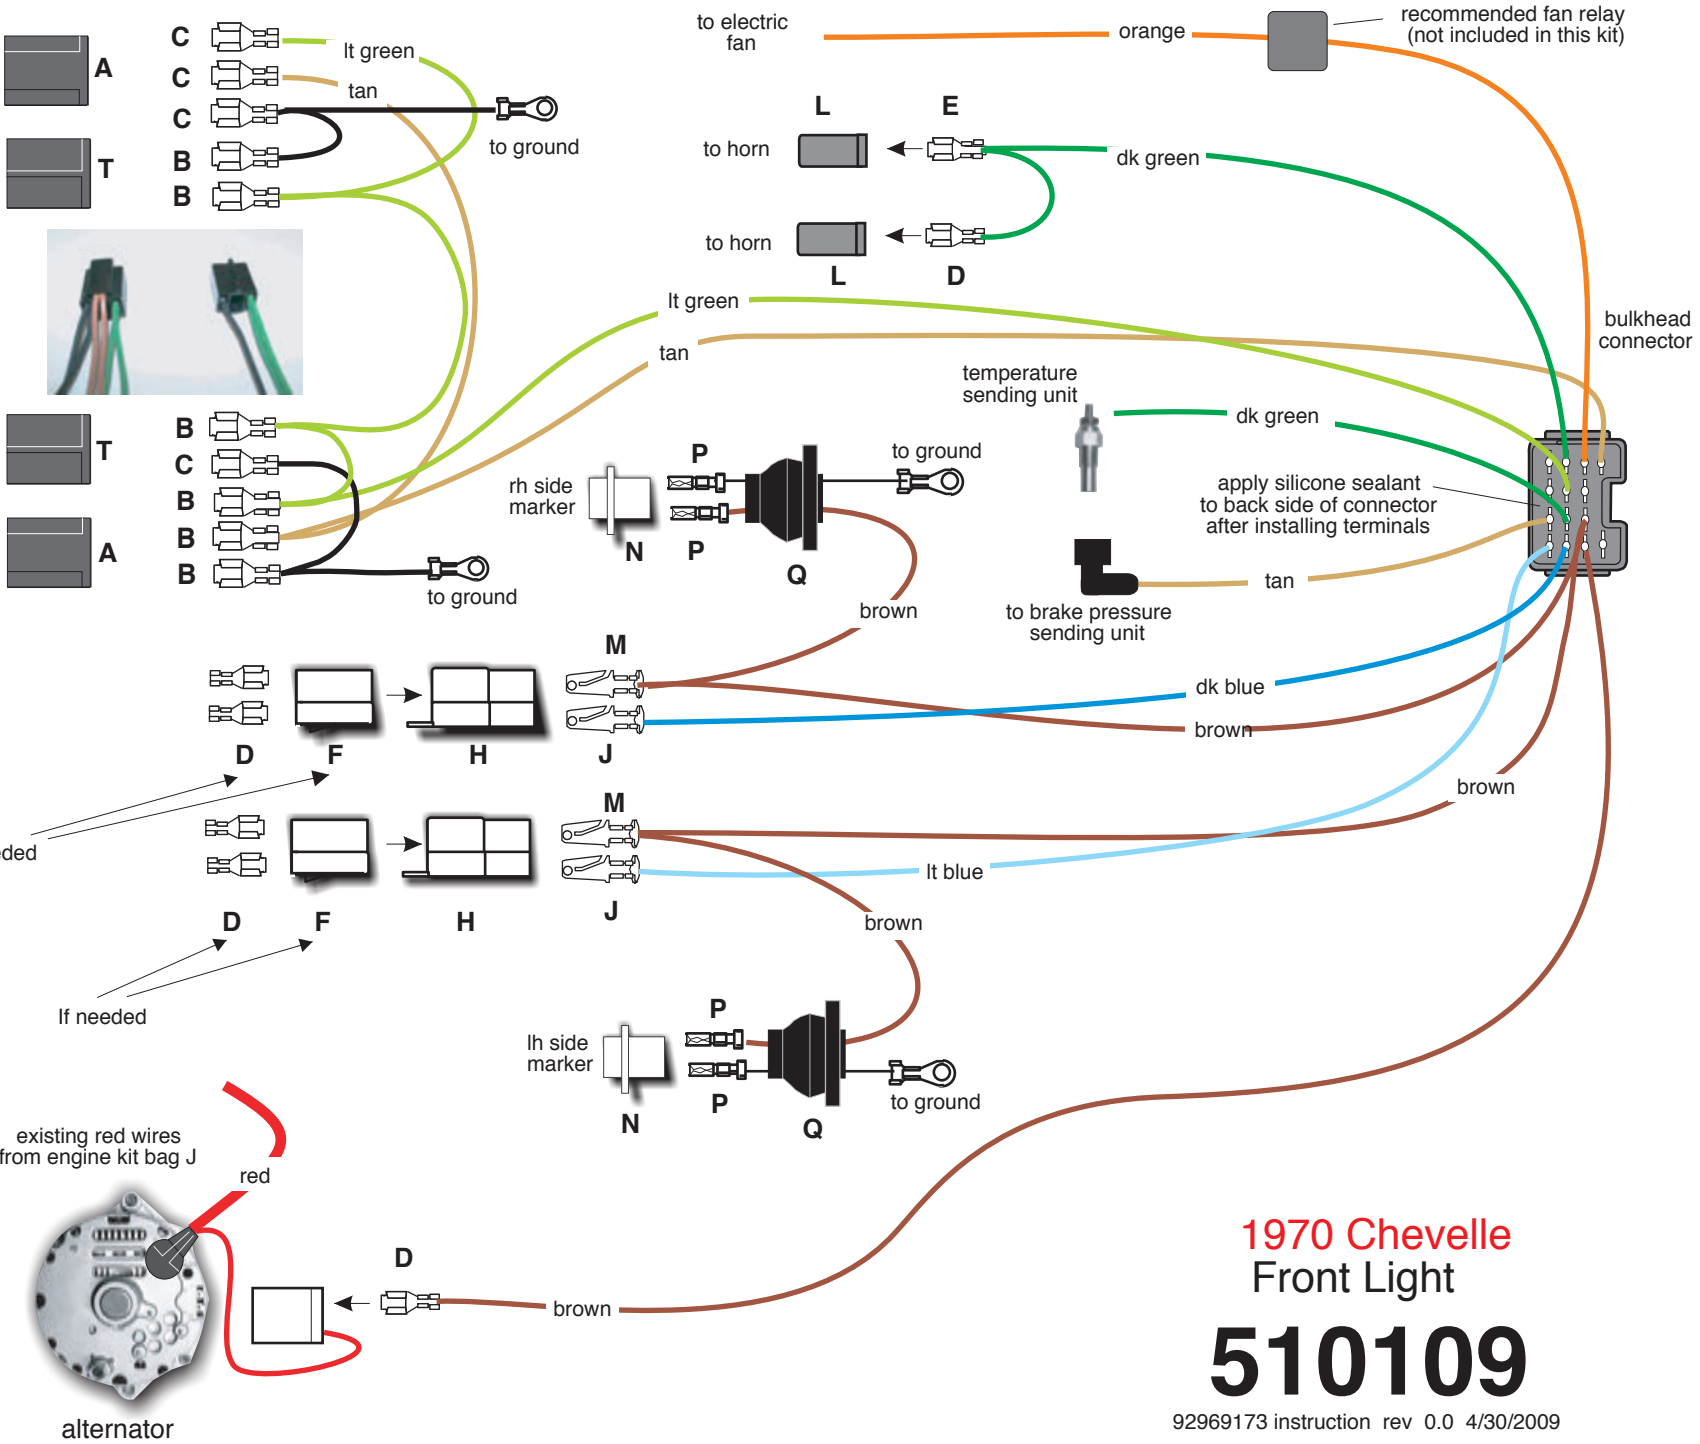 to electric
fan
orange
recommended fan relay
(not included in this kit)
A
C
lt green
C
tan
C
to ground
T
B
B
L
E
to horn
dk green
to horn
L
D
lt green
tan
bulkhead
connector
temperature
sending unit
dk green
T
B
C
B
A
B
B
to ground
rh side
marker
P
to ground
N
P
Q
brown
apply silicone sealant
to back side of connector
after installing terminals
tan
to brake pressure
sending unit
M
dk blue
brown
D
F
H
J
brown
M
lt blue
D
F
H
J
brown
If needed
lh side
marker
P
P
N
Q
to ground
existing red wires
from engine kit bag J
red
D
brown
alternator
1970 Chevelle
Front Light
510109
92969173 instruction rev 0.0 4/30/2009